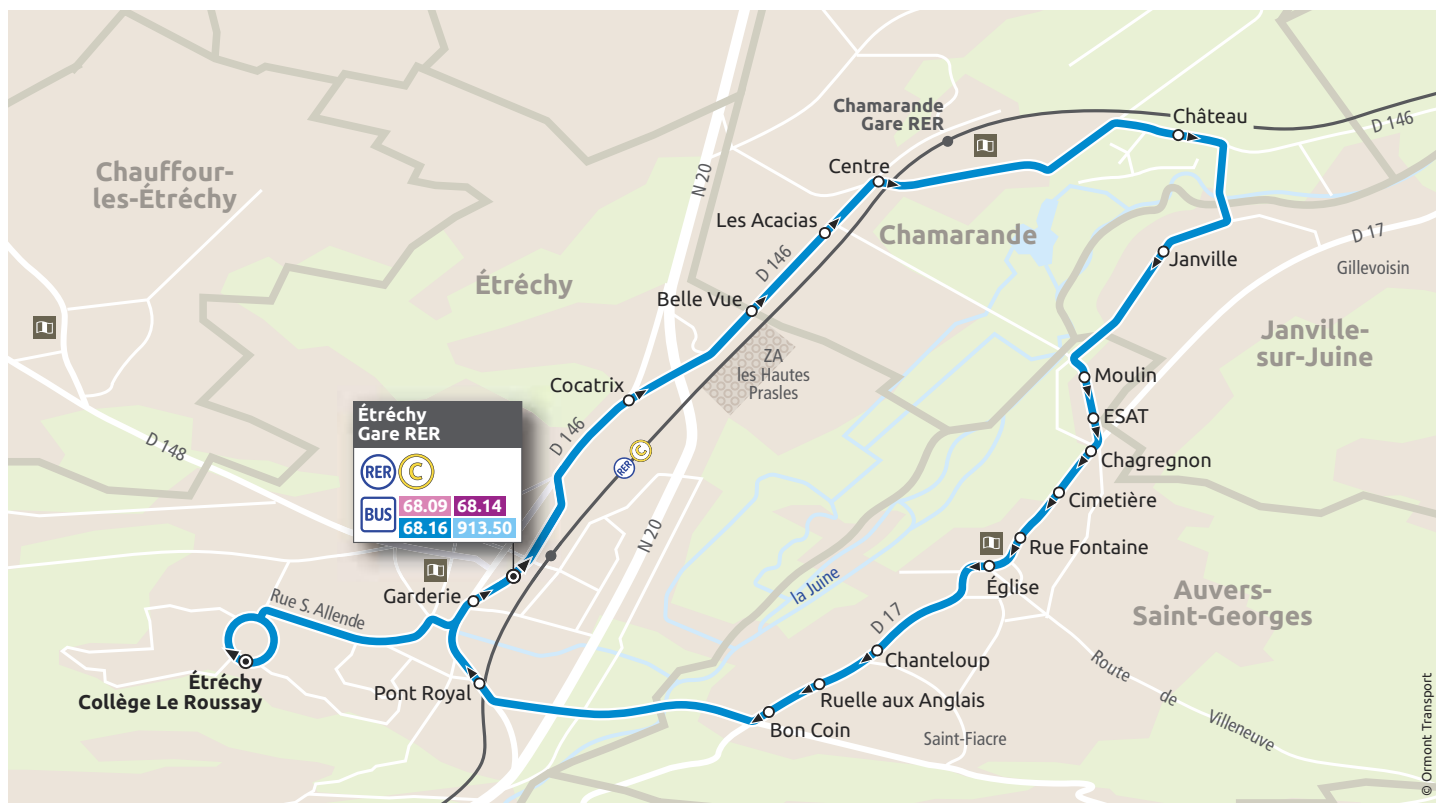 Chamarande
Gare RER
Château
D 146
Centre
Chauffour-
les-Étréchy
N 20
Les Acacias
Chamarande
D 17
D 146
Janville
Gillevoisin
Étréchy
Belle Vue
Janville-
sur-Juine
ZA
les Hautes
Prasles
Cocatrix
Moulin
Étréchy
Gare RER
RER C
BUS
68.09 68.14
68.16 913.50
ESAT
D 146
D 148
RER C
Chagregnon
Cimetière
N 20
Rue Fontaine
Garderie
la Juine
Église
Auvers-
Saint-Georges
Rue S. Allende
D 17
Chanteloup
Route de Villeneuve
Étréchy
Collège Le Roussay
Pont Royal
Ruelle aux Anglais
Bon Coin
Saint-Fiacre
© Ormont Transport